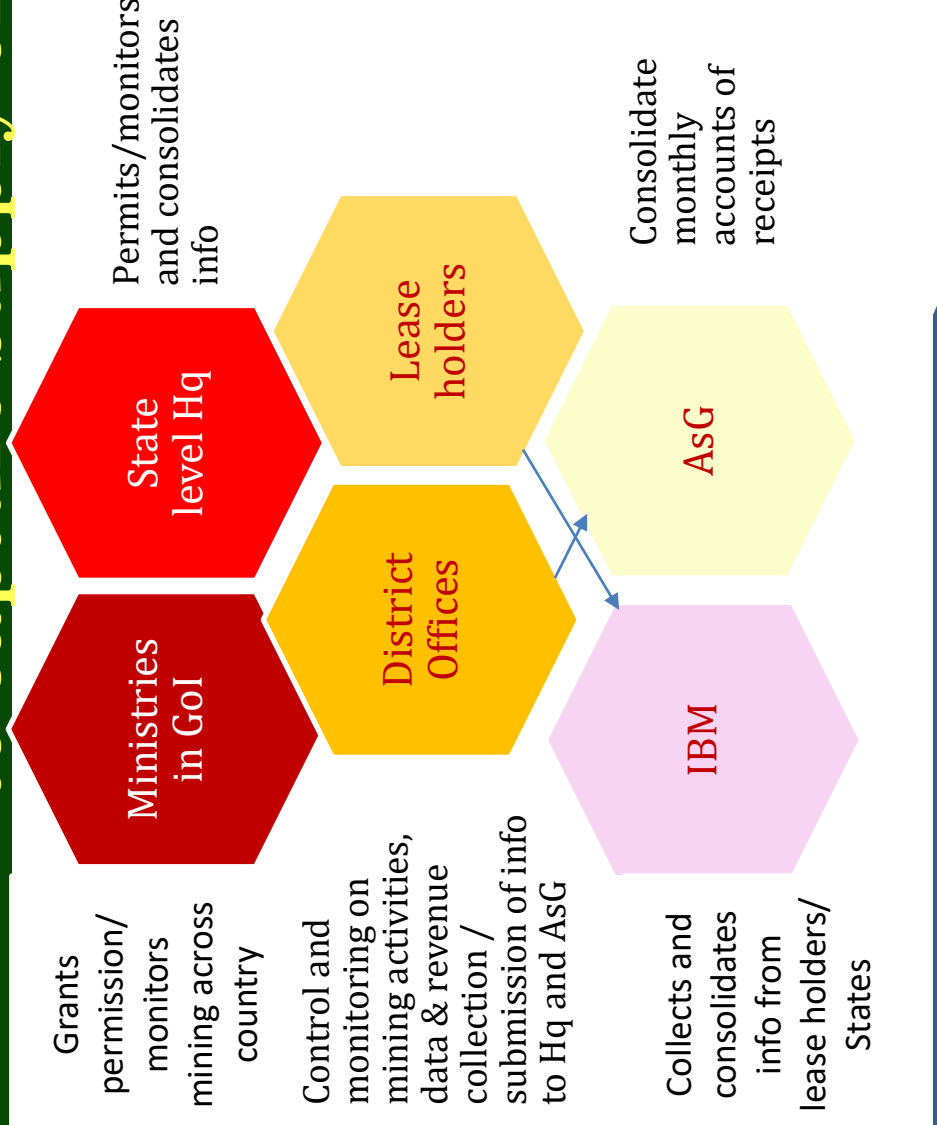 Grants
permission/
monitors
mining across
country
Ministries
in GoI
State
level Hq
Permits/monitors
and consolidates
info
Control and
monitoring on
mining activities,
data & revenue
collection /
submission of info
to Hq and AsG
District
Offices
Lease
holders
Collects and
consolidates
info from
lease holders/
States
IBM
AsG
Consolidate
monthly
accounts of
receipts